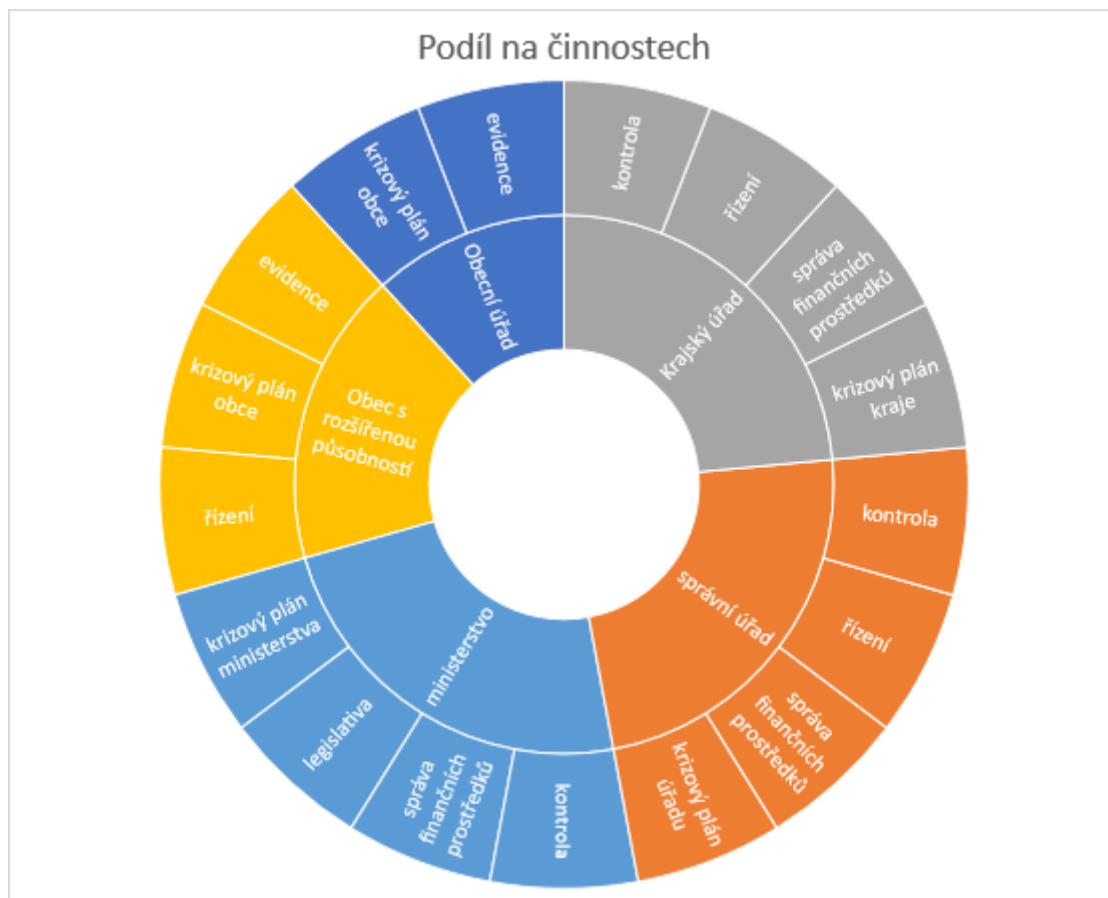 Podíl na činnostech
kontrola
řízení
správa
finančních
prostředků
krizový plán
kraje
Krajský úřad
kontrola
řízení
správa
finančních
prostředků
krizový plán
úřadu
správní úřad
kontrola
správa
finančních
prostředků
legislativa
krizový plán
ministerstva
ministerstvo
řízení
krizový plán
obce
evidence
Obec s
rozšířenou
působností
krizový plán
obce
evidence
Obecní úřad